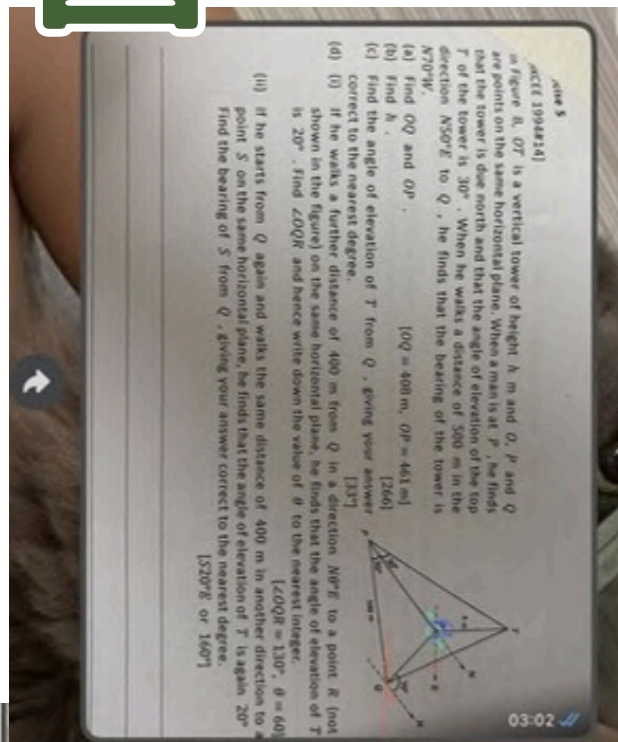 cise 5
KCEE 1994#14]
In Figure 8, OT is a vertical tower of height h m and O, P and Q
are points on the same horizontal plane. When a man is at P, he finds
that the tower is due north and that the angle of elevation of the top
T of the tower is 30°. When he walks a distance of 500 m in the
direction N50°E to Q, he finds that the bearing of the tower is
N70°W.
(a) Find OQ and OP. [OQ = 408 m, OP = 461 m]
(b) Find h. [266]
(c) Find the angle of elevation of T from Q, giving your answer
correct to the nearest degree. [33°]
(d) (i) If he walks a further distance of 400 m from Q in a direction Nθ°E to a point R (not
shown in the figure) on the same horizontal plane, he finds that the angle of elevation of T
is 20°. Find ∠OQR and hence write down the value of θ to the nearest integer.
[∠OQR = 130°, θ = 60]
(ii) If he starts from Q again and walks the same distance of 400 m in another direction to a
point S on the same horizontal plane, he finds that the angle of elevation of T is again 20°
Find the bearing of S from Q, giving your answer correct to the nearest degree.
[S20°E or 160°]
T
N
E
P
Q
N
03:02